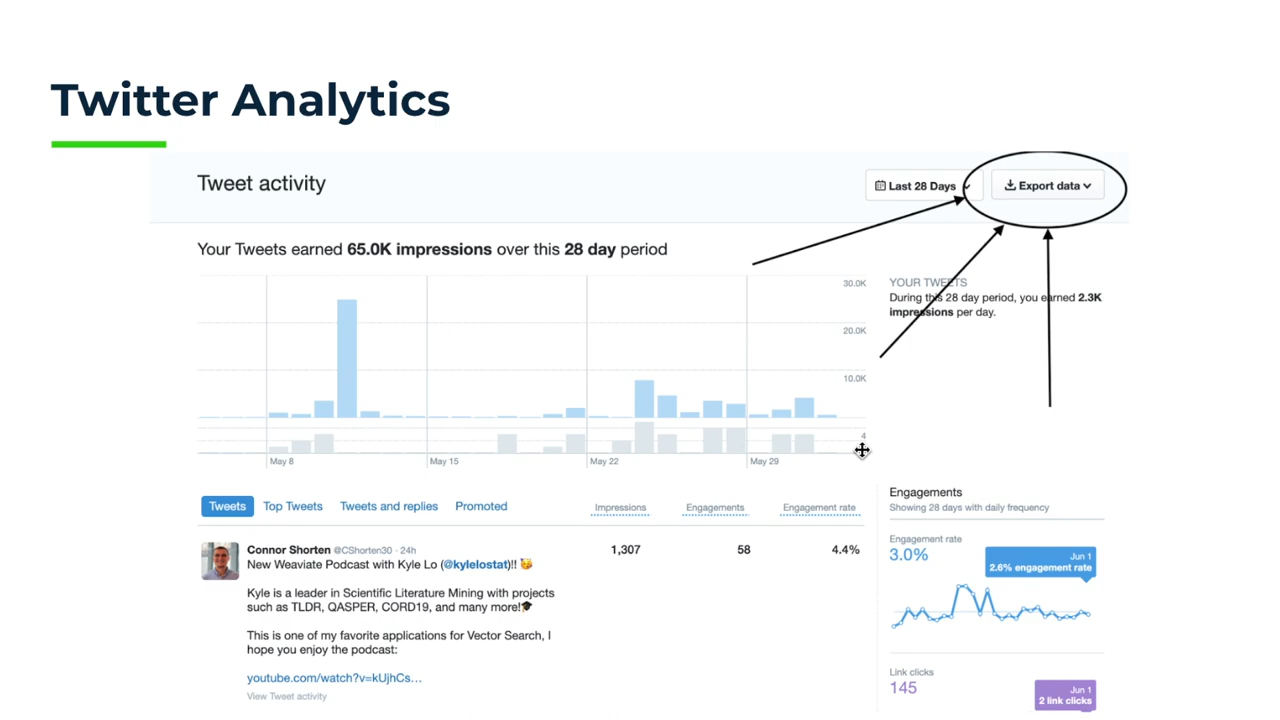 Twitter Analytics
Tweet activity
Last 28 Days
Export data
Your Tweets earned 65.0K impressions over this 28 day period
30.0K
20.0K
10.0K
4
May 8
May 15
May 22
May 29
YOUR TWEETS
During this 28 day period, you earned 2.3K
impressions per day.
Tweets
Top Tweets
Tweets and replies
Promoted
Impressions
Engagements
Engagement rate
Connor Shorten @CShorten30 · 24h
1,307
58
4.4%
New Weaviate Podcast with Kyle Lo (@kylelostat)!! 🥳
Kyle is a leader in Scientific Literature Mining with projects
such as TLDR, QASPER, CORD19, and many more!🎓
This is one of my favorite applications for Vector Search, I
hope you enjoy the podcast:
youtube.com/watch?v=kUjhCs…
View Tweet activity
Engagements
Showing 28 days with daily frequency
Engagement rate
3.0%
Jun 1
2.6% engagement rate
Link clicks
145
Jun 1
2 link clicks